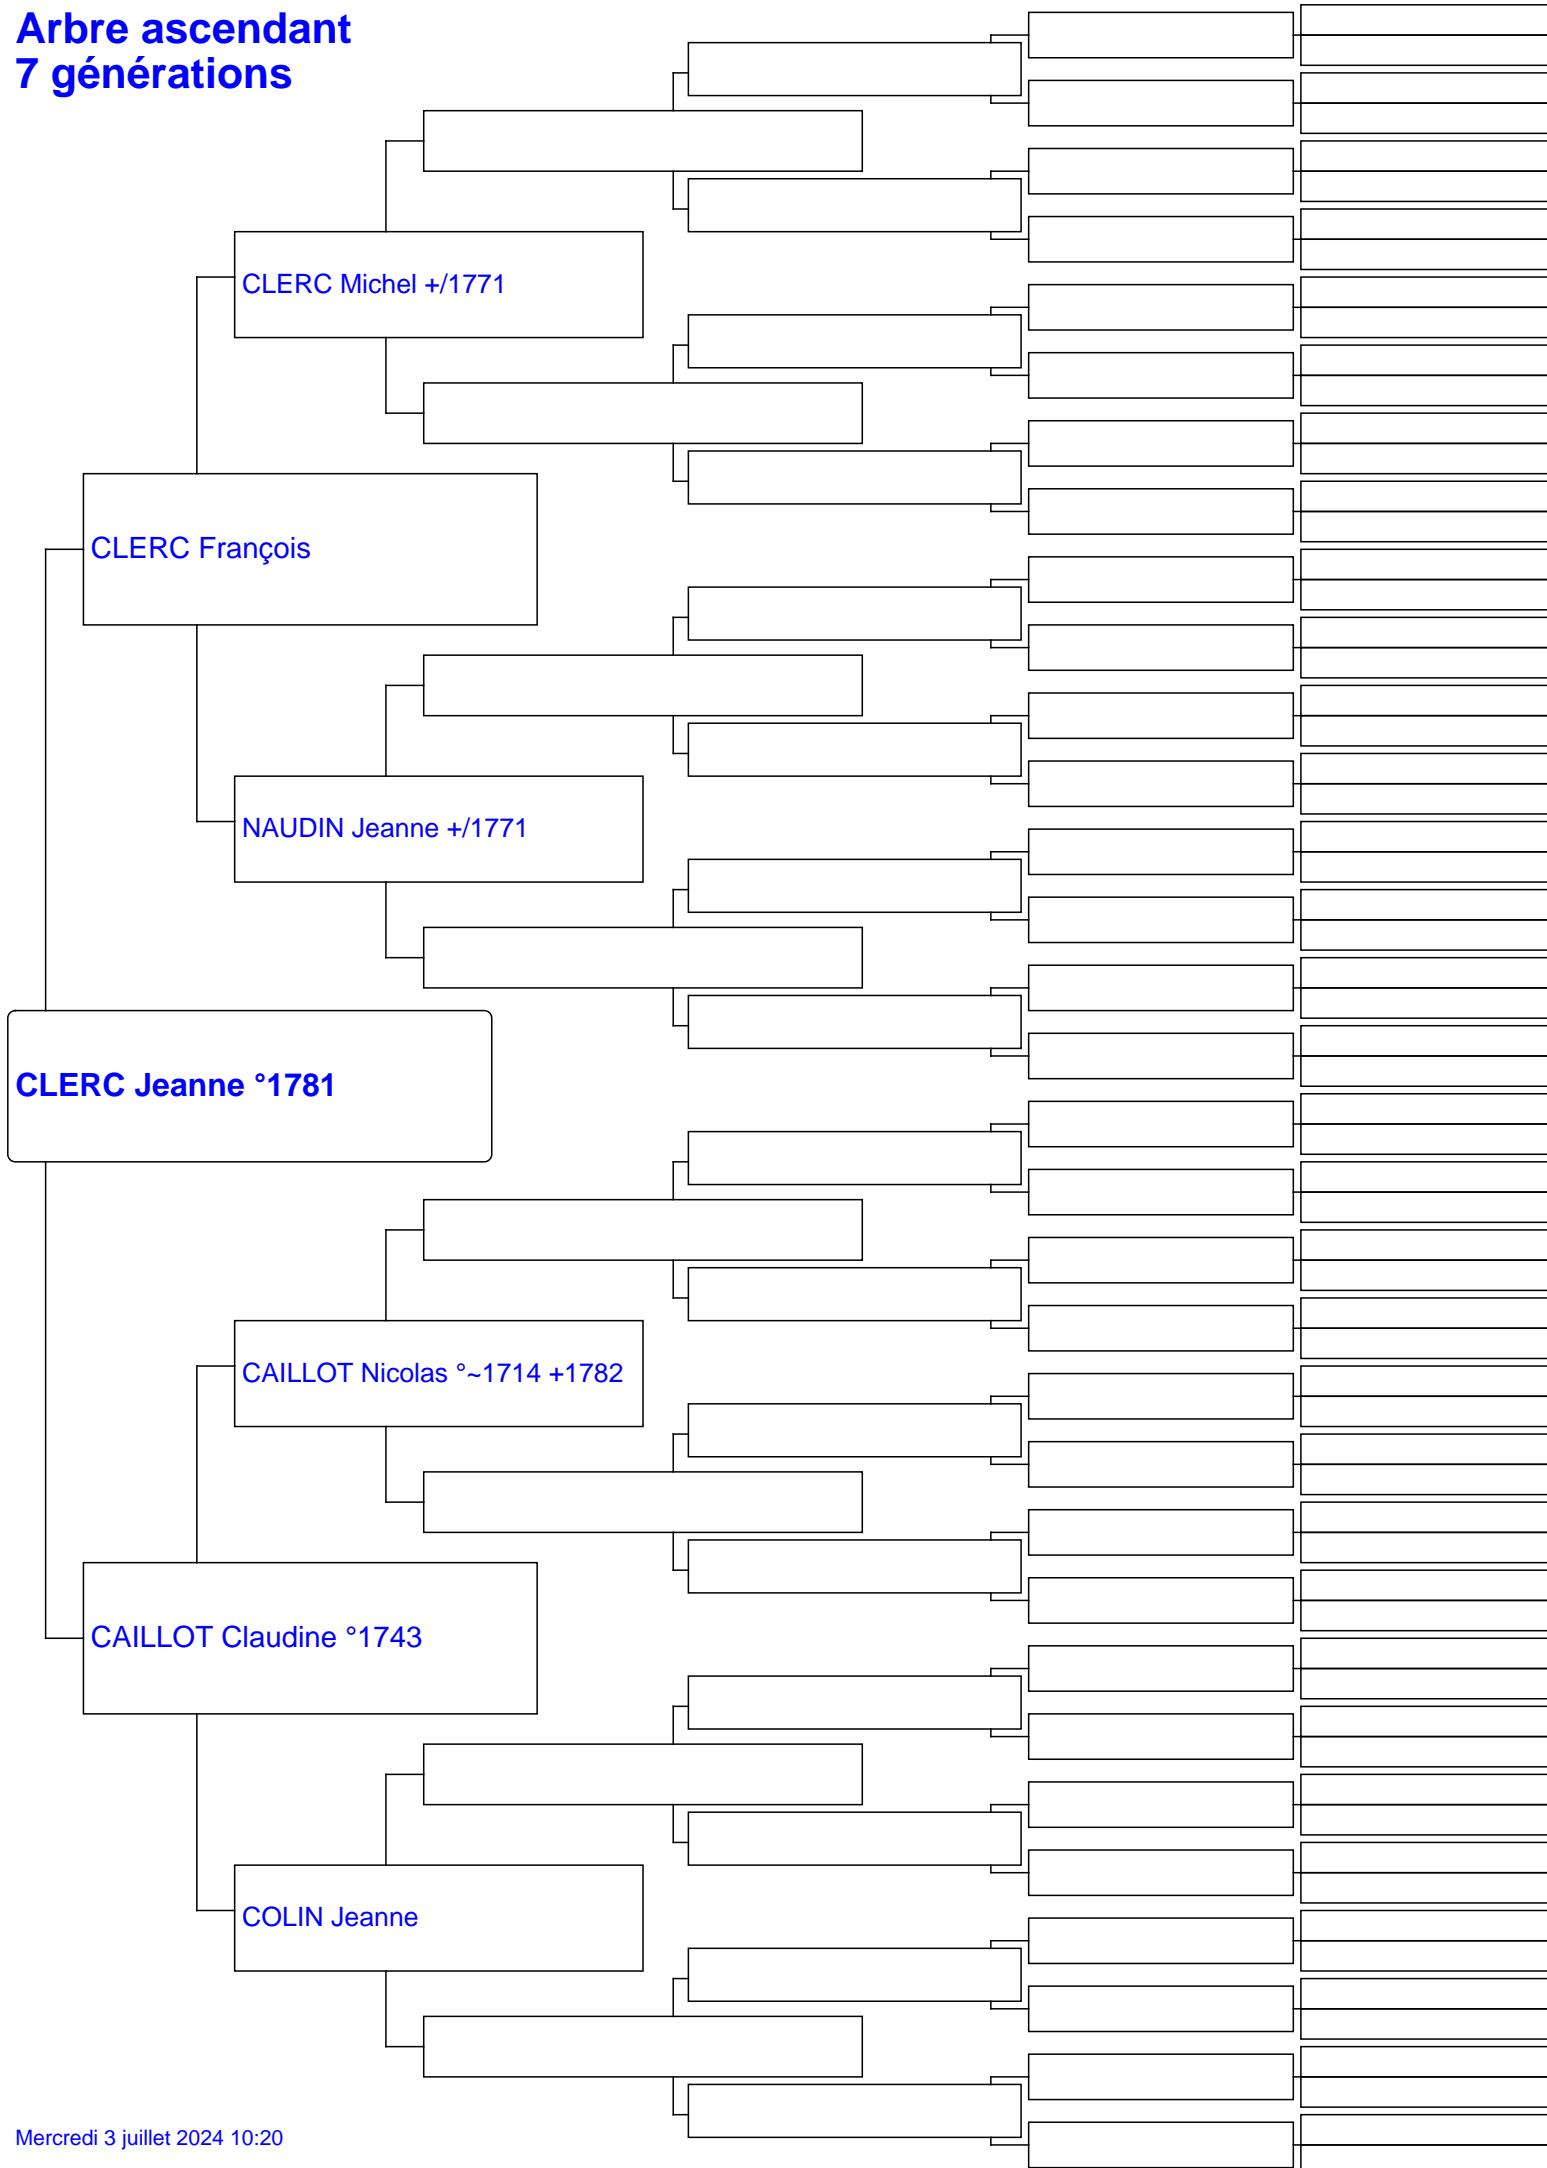 Arbre ascendant
7 générations
CLERC Michel +/1771
CLERC François
NAUDIN Jeanne +/1771
CLERC Jeanne °1781
CAILLOT Nicolas °~1714 +1782
CAILLOT Claudine °1743
COLIN Jeanne
Mercredi 3 juillet 2024 10:20